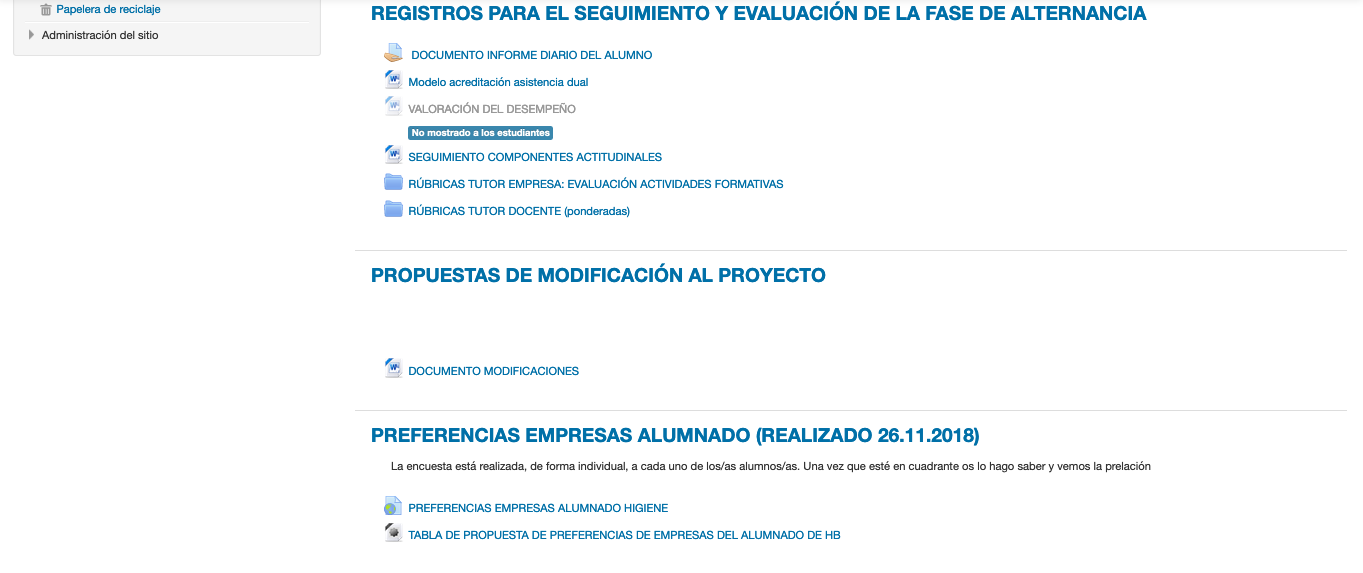 Papelera de reciclaje
Administración del sitio
REGISTROS PARA EL SEGUIMIENTO Y EVALUACIÓN DE LA FASE DE ALTERNANCIA
DOCUMENTO INFORME DIARIO DEL ALUMNO
Modelo acreditación asistencia dual
VALORACIÓN DEL DESEMPEÑO
No mostrado a los estudiantes
SEGUIMIENTO COMPONENTES ACTITUDINALES
RÚBRICAS TUTOR EMPRESA: EVALUACIÓN ACTIVIDADES FORMATIVAS
RÚBRICAS TUTOR DOCENTE (ponderadas)
PROPUESTAS DE MODIFICACIÓN AL PROYECTO
DOCUMENTO MODIFICACIONES
PREFERENCIAS EMPRESAS ALUMNADO (REALIZADO 26.11.2018)
La encuesta está realizada, de forma individual, a cada uno de los/as alumnos/as. Una vez que esté en cuadrante os lo hago saber y vemos la prelación
PREFERENCIAS EMPRESAS ALUMNADO HIGIENE
TABLA DE PROPUESTA DE PREFERENCIAS DE EMPRESAS DEL ALUMNADO DE HB